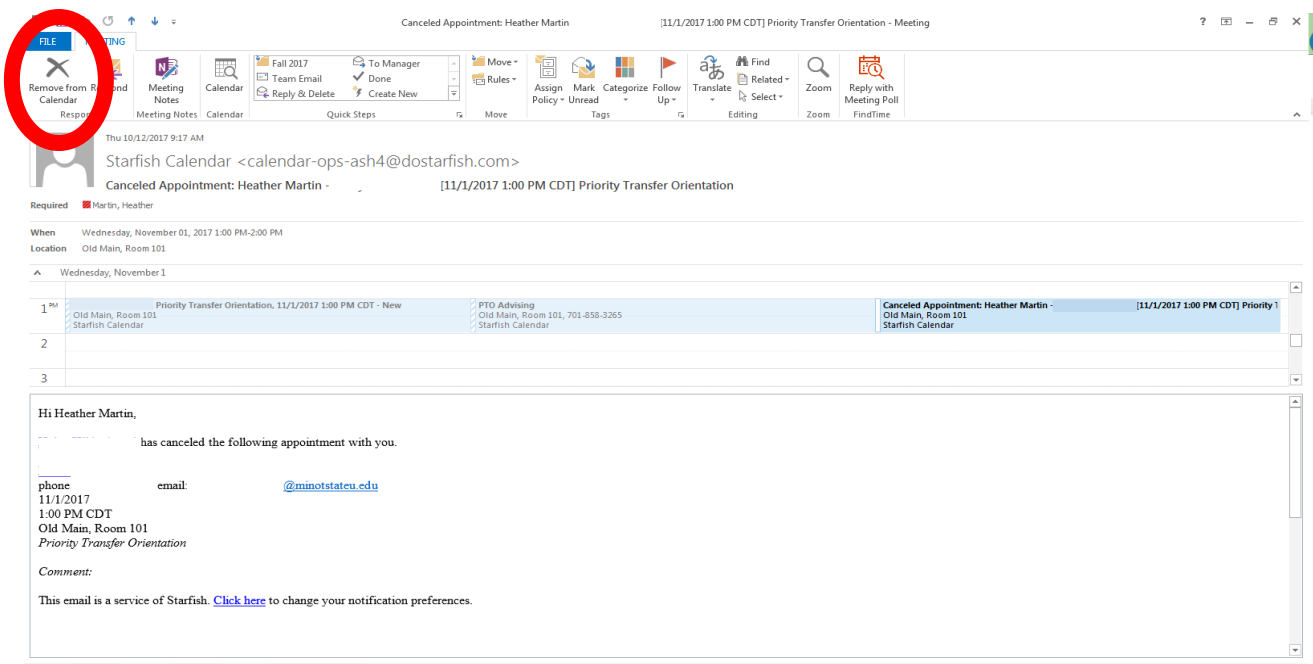 Canceled Appointment: Heather Martin [11/1/2017 1:00 PM CDT] Priority Transfer Orientation - Meeting
FILE
Remove from
Calendar
Meeting
Notes
Calendar
Fall 2017
Team Email
Reply & Delete
To Manager
Done
Create New
Move
Rules
Assign
Policy
Mark
Unread
Categorize
Follow
Up
Translate
Find
Related
Select
Zoom
Reply with
Meeting Poll
Meeting Notes
Calendar
Quick Steps
Move
Tags
Editing
Zoom
FindTime
Thu 10/12/2017 9:17 AM
Starfish Calendar <calendar-ops-ash4@dostarfish.com>
Canceled Appointment: Heather Martin - [11/1/2017 1:00 PM CDT] Priority Transfer Orientation
Required Martin, Heather
When Wednesday, November 01, 2017 1:00 PM-2:00 PM
Location Old Main, Room 101
Wednesday, November 1
1 PM
Priority Transfer Orientation, 11/1/2017 1:00 PM CDT - New
Old Main, Room 101
Starfish Calendar
PTO Advising
Old Main, Room 101, 701-858-3265
Starfish Calendar
Canceled Appointment: Heather Martin - [11/1/2017 1:00 PM CDT] Priority
Old Main, Room 101
Starfish Calendar
2
3
Hi Heather Martin,
has canceled the following appointment with you.
phone email: @minotstateu.edu
11/1/2017
1:00 PM CDT
Old Main, Room 101
Priority Transfer Orientation
Comment:
This email is a service of Starfish. Click here to change your notification preferences.